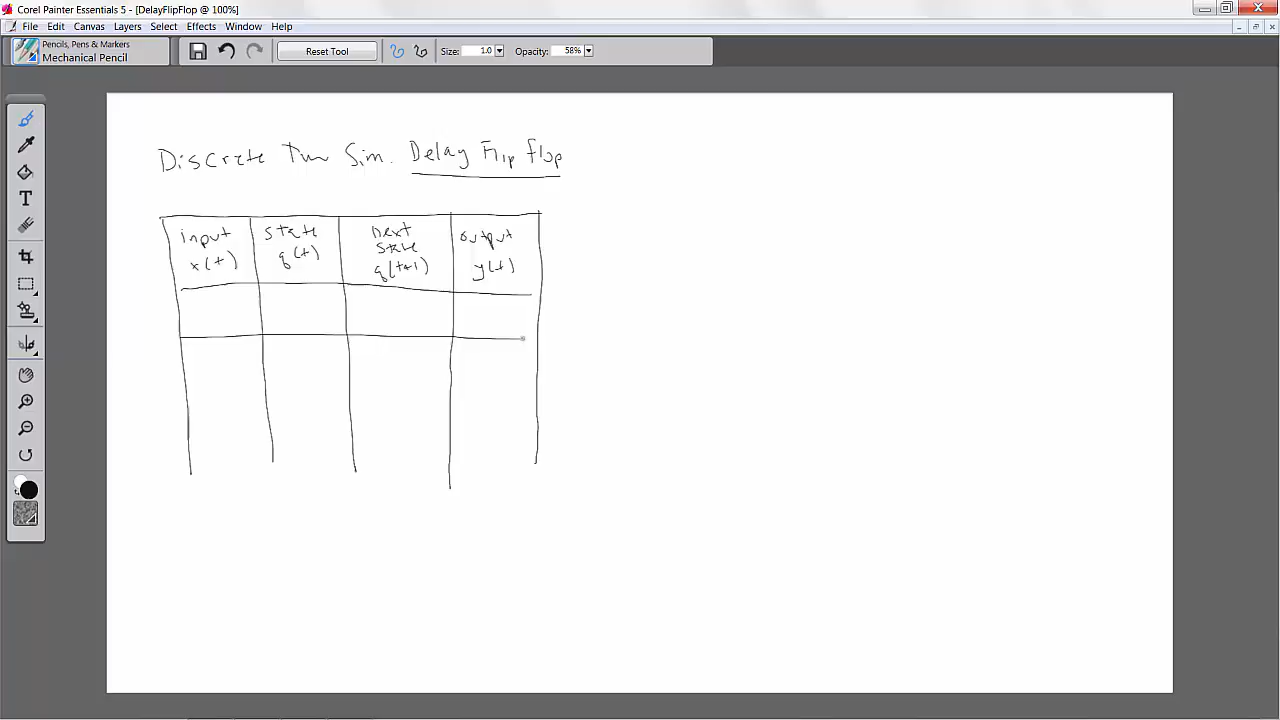 Corel Painter Essentials 5 - [DelayFlipFlop @ 100%]
File Edit Canvas Layers Select Effects Window Help
Pencils, Pens & Markers
Mechanical Pencil
Reset Tool
Size: 1.0
Opacity: 58%
Discrete Sim. Delay Flip Flop
input
x(t)
state
q(t)
next
state
q(t+1)
output
y(t)